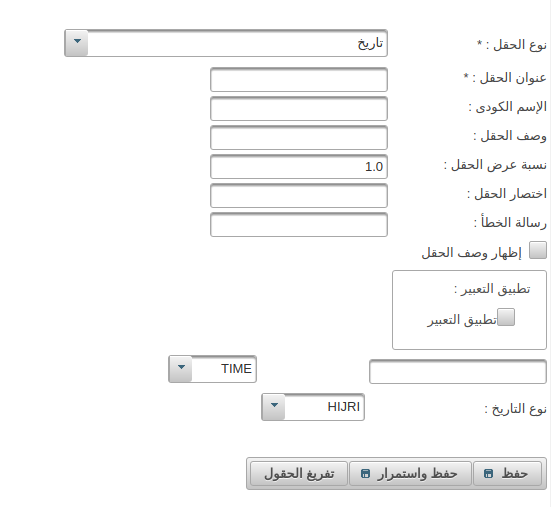 نوع الحقل : * تاريخ
عنوان الحقل : *
الإسم الكودى :
وصف الحقل :
نسبة عرض الحقل : 1.0
اختصار الحقل :
رسالة الخطأ :
إظهار وصف الحقل
تطبيق التعبير :
تطبيق التعبير
TIME
نوع التاريخ : HIJRI
حفظ حفظ واستمرار تفريغ الحقول